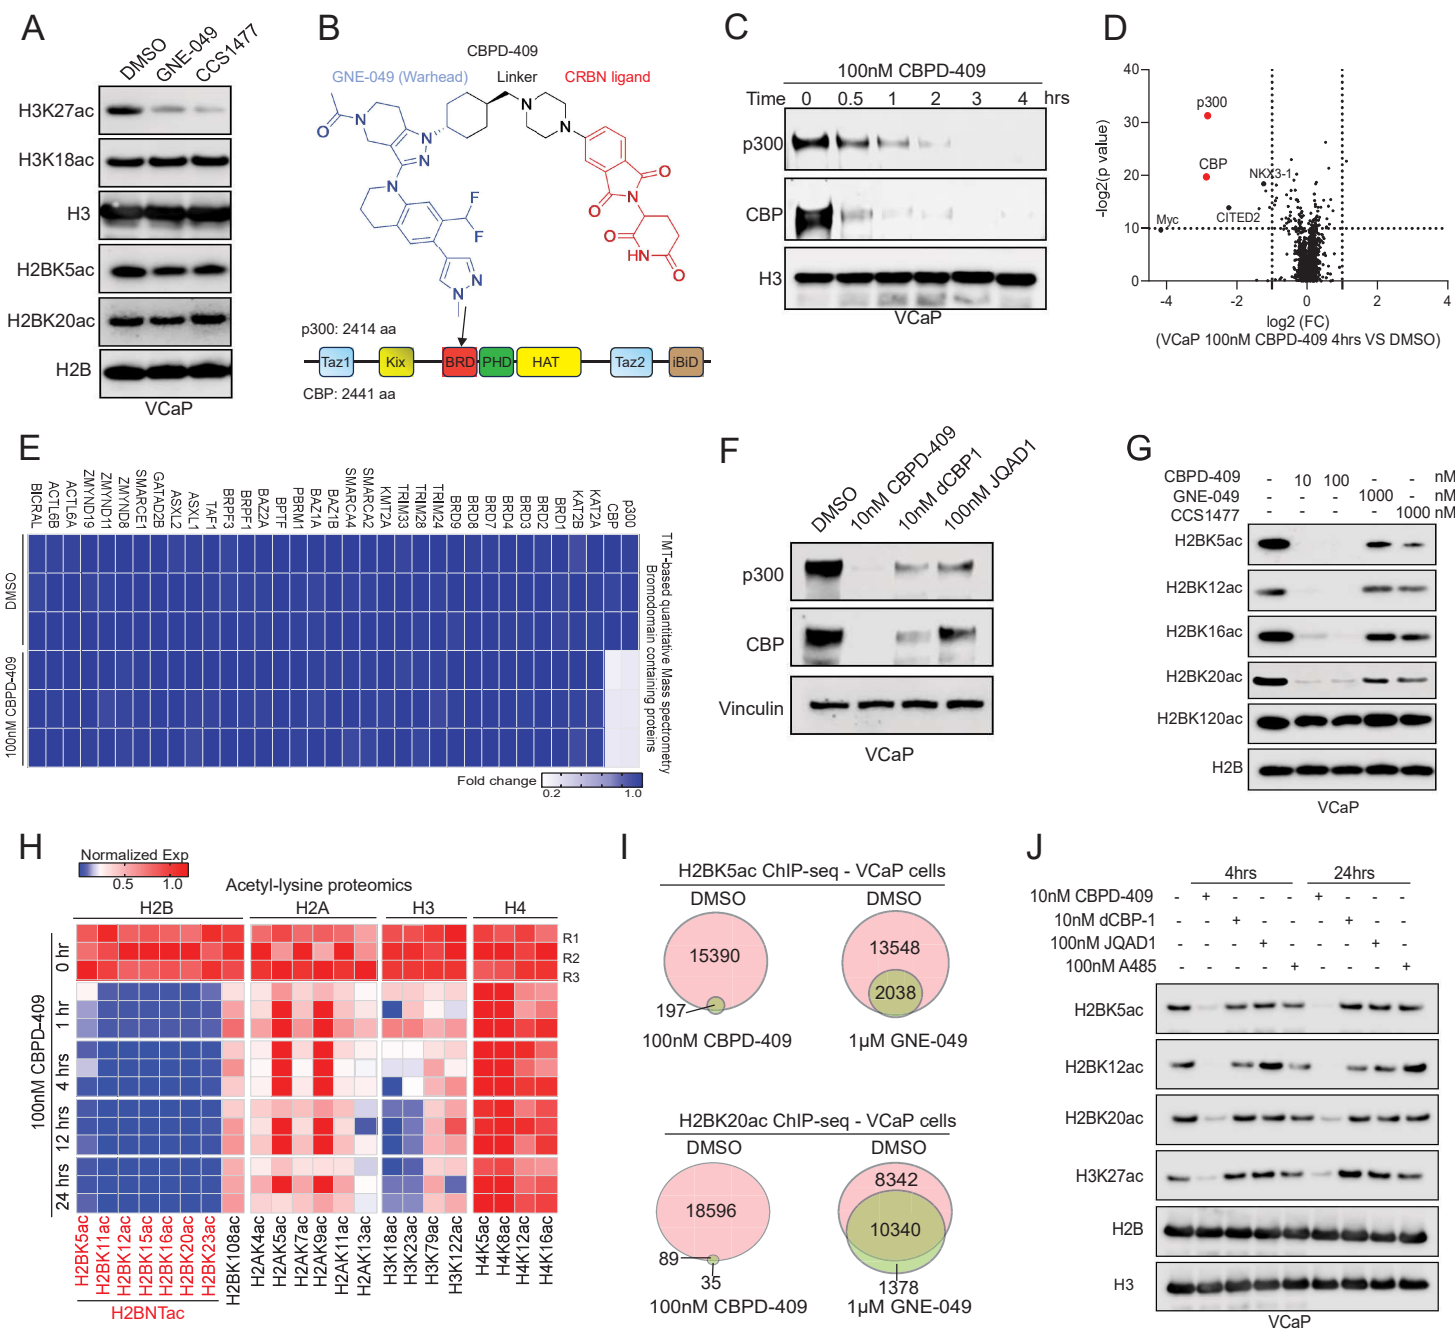 A
DMSO
GNE-049
CCS1477
H3K27ac
H3K18ac
H3
H2BK5ac
H2BK20ac
H2B
VCaP
B
CBPD-409
GNE-049 (Warhead)
Linker
CRBN ligand
O
N
N
N
N
N
N
F
F
N
N
O
O
N
O
HN
O
p300: 2414 aa
Taz1
Kix
BRD
PHD
HAT
Taz2
iBiD
CBP: 2441 aa
C
100nM CBPD-409
Time 0 0.5 1 2 3 4 hrs
p300
CBP
H3
VCaP
D
-log2(p value)
40
30
20
10
0
p300
CBP
NKX3-1
CITED2
Myc
-4 -2 0 2 4
log2 (FC)
(VCaP 100nM CBPD-409 4hrs VS DMSO)
E
BICRAL
ACTL6B
ACTL6A
ZMYND19
ZMYND11
ZMYND8
SMARCE1
GATAD2B
ASXL2
ASXL1
TAF1
BRPF3
BRPF1
BAZ2A
BPTF
PBRM1
BAZ1A
BAZ1B
SMARCA4
SMARCA2
KMT2A
TRIM33
TRIM28
TRIM24
BRD9
BRD8
BRD7
BRD4
BRD3
BRD2
BRD1
KAT2B
KAT2A
CBP
p300
DMSO
100nM CBPD-409
TMT-based quantitative Mass spectrometry
Bromodomain containing proteins
Fold change
0.2 1.0
F
DMSO
10nM CBPD-409
10nM dCBP1
100nM JQAD1
p300
CBP
Vinculin
VCaP
G
CBPD-409 - 10 100 - - nM
GNE-049 - - - 1000 - nM
CCS1477 - - - - 1000 nM
H2BK5ac
H2BK12ac
H2BK16ac
H2BK20ac
H2BK120ac
H2B
VCaP
H
Normalized Exp
0.5 1.0
Acetyl-lysine proteomics
H2B H2A H3 H4
R1
R2
R3
100nM CBPD-409
0 hr
1 hr
4 hrs
12 hrs
24 hrs
H2BK5ac
H2BK11ac
H2BK12ac
H2BK15ac
H2BK16ac
H2BK20ac
H2BK23ac
H2BK108ac
H2AK4ac
H2AK5ac
H2AK7ac
H2AK9ac
H2AK11ac
H2AK13ac
H3K18ac
H3K23ac
H3K79ac
H3K122ac
H4K5ac
H4K8ac
H4K12ac
H4K16ac
H2BNTac
I
H2BK5ac ChIP-seq - VCaP cells
DMSO DMSO
15390
13548
2038
197
100nM CBPD-409
1μM GNE-049
H2BK20ac ChIP-seq - VCaP cells
DMSO DMSO
18596
8342
10340
89
35
1378
100nM CBPD-409
1μM GNE-049
J
4hrs 24hrs
10nM CBPD-409 - + - - - + - - -
10nM dCBP-1 - - + - - - + - -
100nM JQAD1 - - - + - - - + -
100nM A485 - - - - + - - - +
H2BK5ac
H2BK12ac
H2BK20ac
H3K27ac
H2B
H3
VCaP